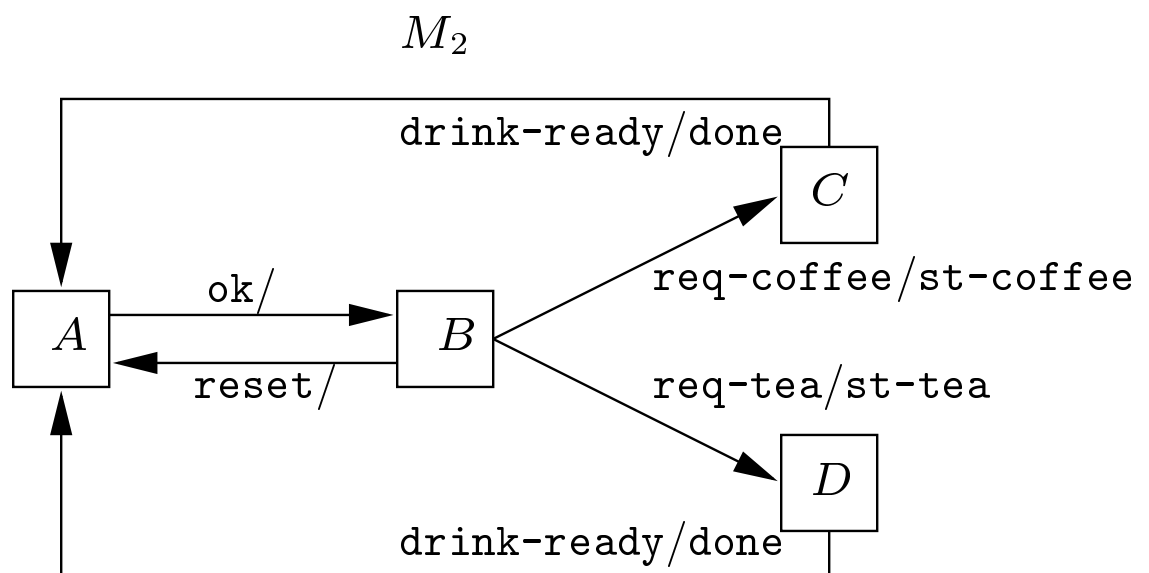 M₂
drink-ready/done
C
ok/
req-coffee/st-coffee
A
B
reset/
req-tea/st-tea
D
drink-ready/done